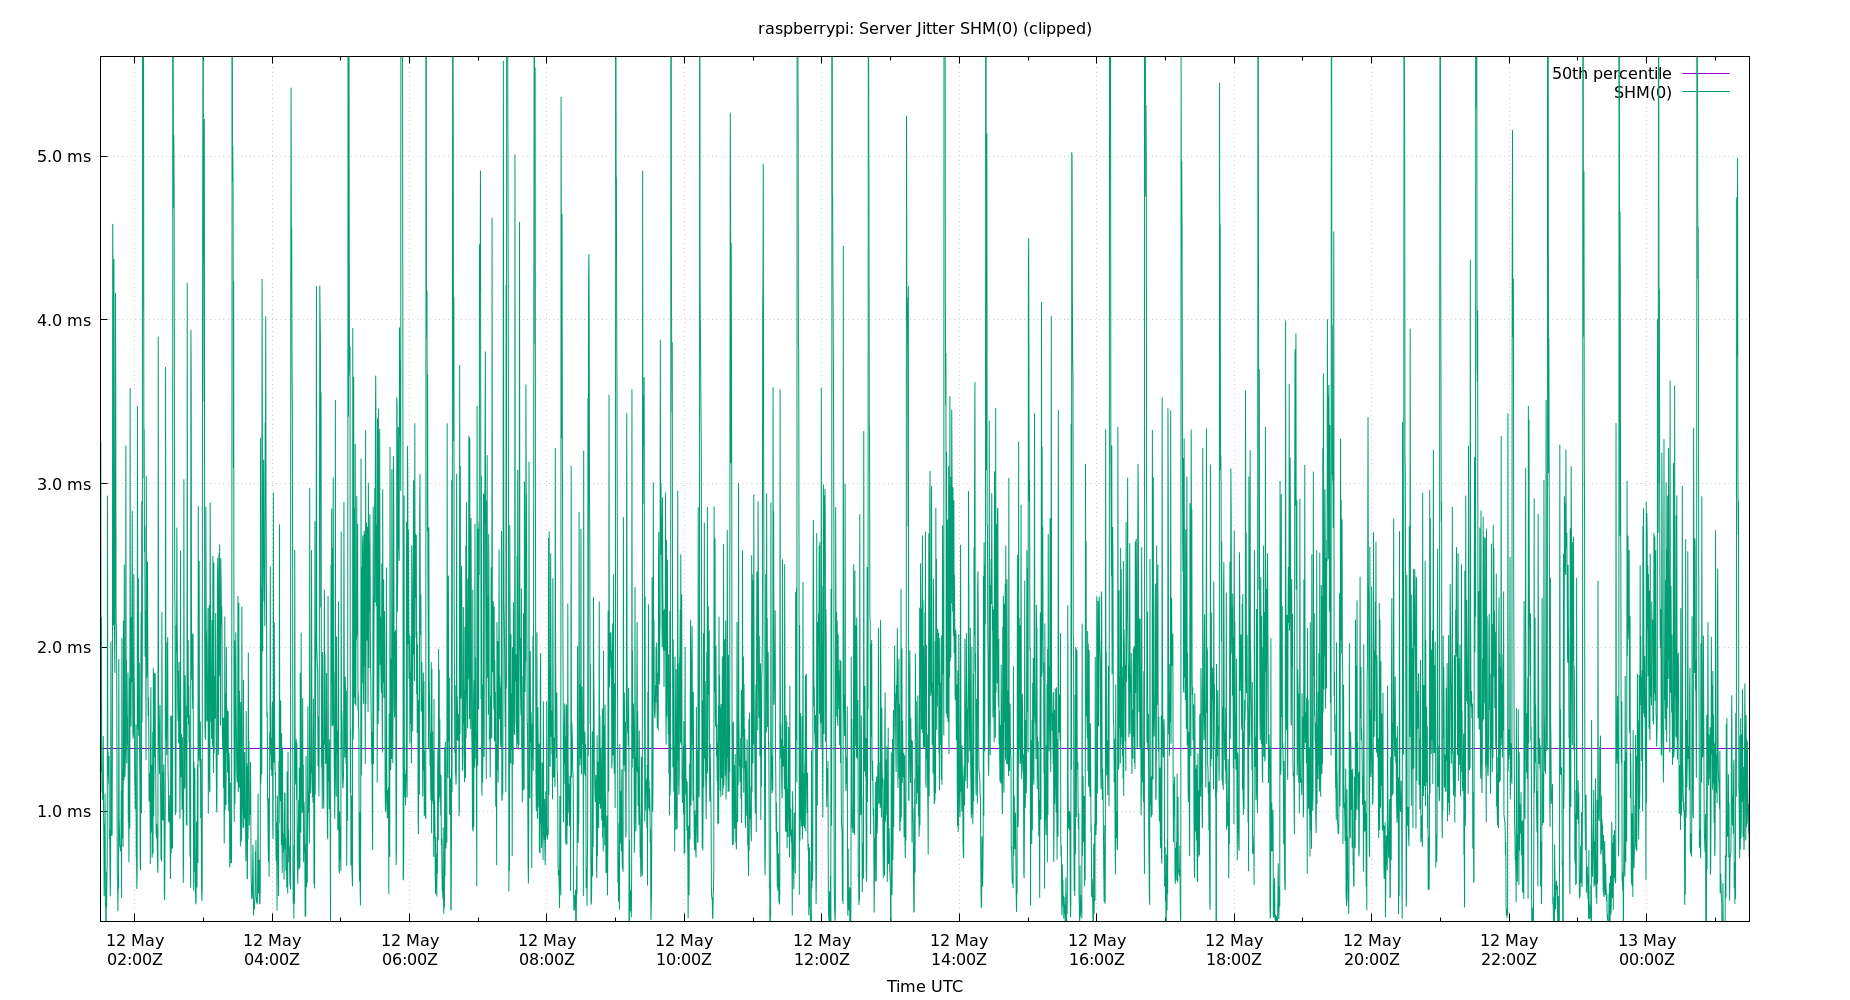 raspberrypi: Server Jitter SHM(0) (clipped)
50th percentile
SHM(0)
5.0 ms
4.0 ms
3.0 ms
2.0 ms
1.0 ms
12 May 12 May 12 May 12 May 12 May 12 May 12 May 12 May 12 May 12 May 12 May 13 May
02:00Z 04:00Z 06:00Z 08:00Z 10:00Z 12:00Z 14:00Z 16:00Z 18:00Z 20:00Z 22:00Z 00:00Z
Time UTC